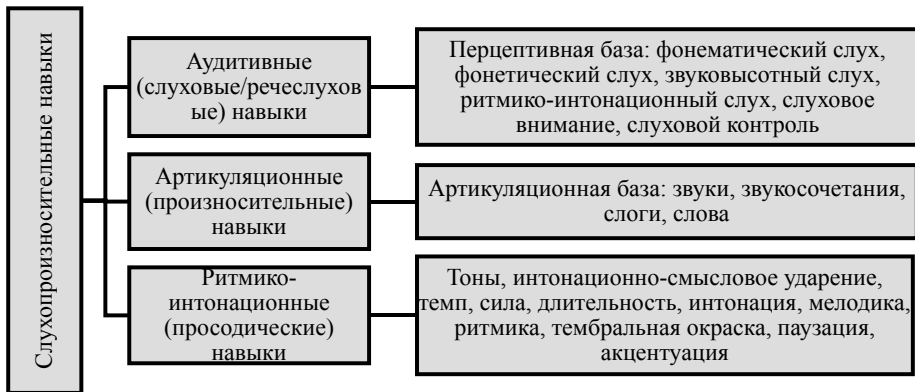 Слухопроизносительные навыки
Аудитивные
(слуховые/речеслухов
ые) навыки
Перцептивная база: фонематический слух,
фонетический слух, звуковысотный слух,
ритмико-интонационный слух, слуховое
внимание, слуховой контроль
Артикуляционные
(произносительные)
навыки
Артикуляционная база: звуки, звукосочетания,
слоги, слова
Ритмико-
интонационные
(просодические)
навыки
Тоны, интонационно-смысловое ударение,
темп, сила, длительность, интонация, мелодика,
ритмика, тембральная окраска, паузация,
акцентуация